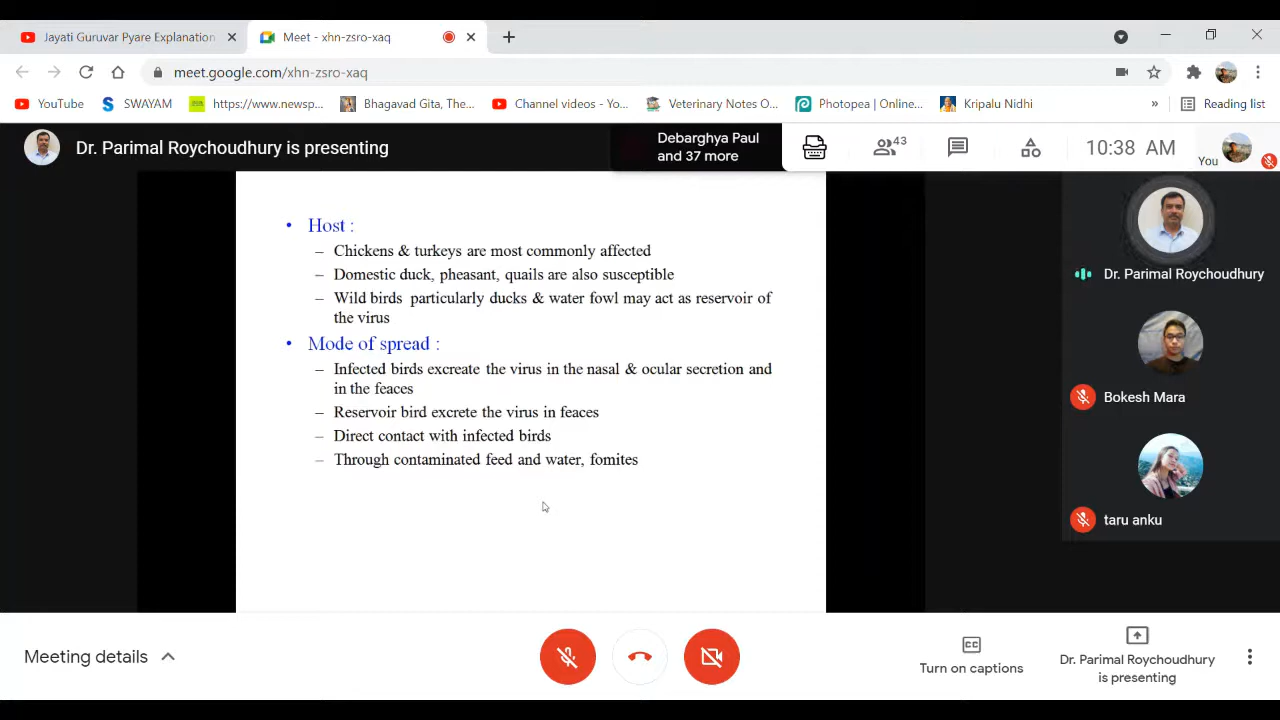 Jayati Guruvar Pyare Explanation
Meet - xhn-zsro-xaq
meet.google.com/xhn-zsro-xaq
YouTube
SWAYAM
https://www.newsp...
Bhagavad Gita, The...
Channel videos - Yo...
Veterinary Notes O...
Photopea | Online...
Kripalu Nidhi
»
Reading list
Dr. Parimal Roychoudhury is presenting
Debarghya Paul
and 37 more
43
10:38 AM
You
• Host :
– Chickens & turkeys are most commonly affected
– Domestic duck, pheasant, quails are also susceptible
– Wild birds particularly ducks & water fowl may act as reservoir of
the virus
• Mode of spread :
– Infected birds excreate the virus in the nasal & ocular secretion and
in the feaces
– Reservoir bird excrete the virus in feaces
– Direct contact with infected birds
– Through contaminated feed and water, fomites
Dr. Parimal Roychoudhury
Bokesh Mara
taru anku
Meeting details
CC
Turn on captions
Dr. Parimal Roychoudhury
is presenting